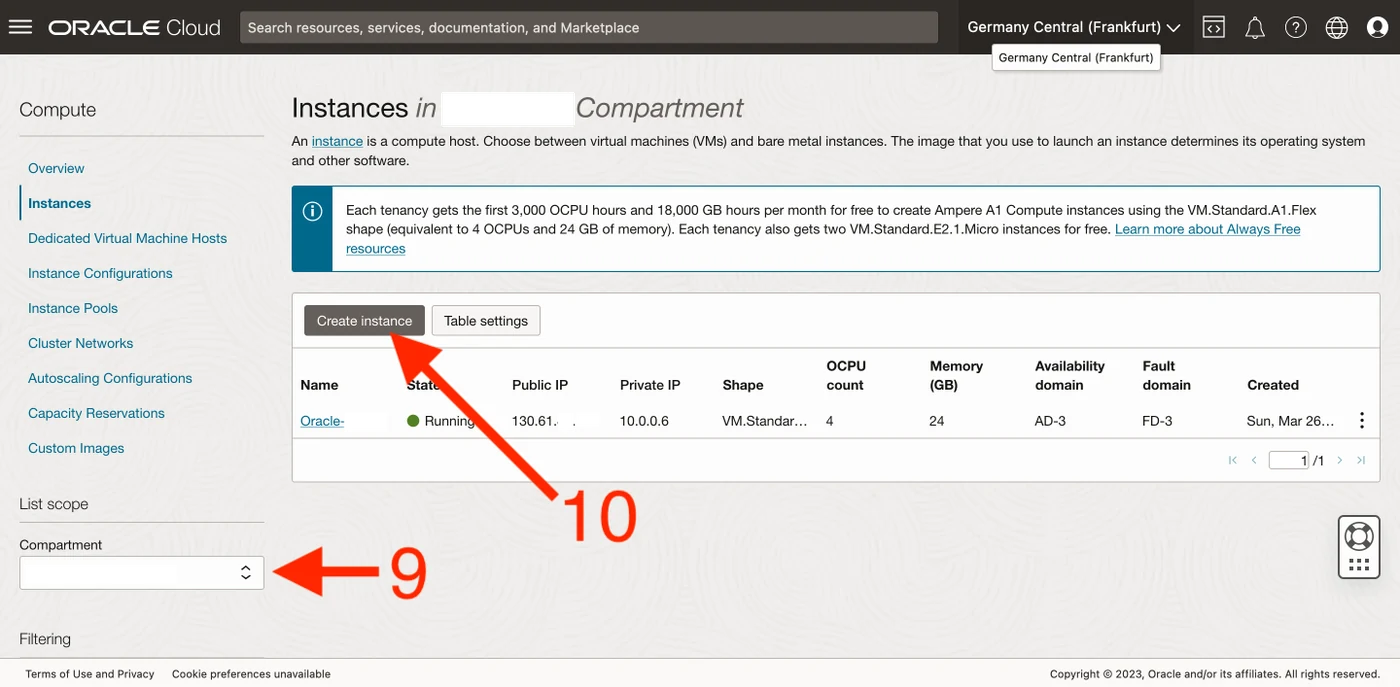 ORACLE Cloud
Search resources, services, documentation, and Marketplace
Germany Central (Frankfurt)
Germany Central (Frankfurt)
Compute
Overview
Instances
Dedicated Virtual Machine Hosts
Instance Configurations
Instance Pools
Cluster Networks
Autoscaling Configurations
Capacity Reservations
Custom Images
List scope
Compartment
9
Filtering
Instances in Compartment
An instance is a compute host. Choose between virtual machines (VMs) and bare metal instances. The image that you use to launch an instance determines its operating system
and other software.
Each tenancy gets the first 3,000 OCPU hours and 18,000 GB hours per month for free to create Ampere A1 Compute instances using the VM.Standard.A1.Flex
shape (equivalent to 4 OCPUs and 24 GB of memory). Each tenancy also gets two VM.Standard.E2.1.Micro instances for free. Learn more about Always Free
resources
Create instance Table settings
Name State Public IP Private IP Shape OCPU count Memory (GB) Availability domain Fault domain Created
Oracle- Running 130.61. . 10.0.0.6 VM.Standar… 4 24 AD-3 FD-3 Sun, Mar 26…
1 /1
10
Terms of Use and Privacy Cookie preferences unavailable Copyright © 2023, Oracle and/or its affiliates. All rights reserved.